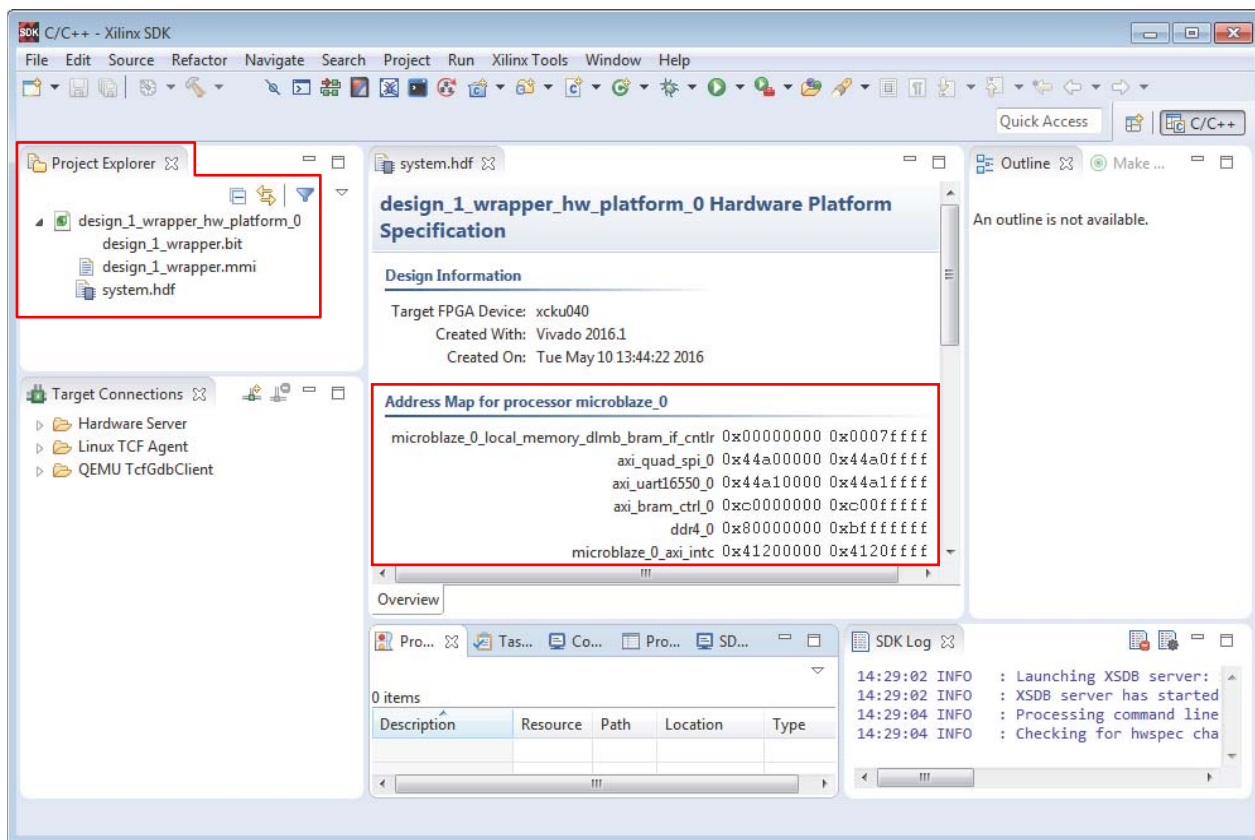 SDK C/C++ - Xilinx SDK
File Edit Source Refactor Navigate Search Project Run Xilinx Tools Window Help
Quick Access C/C++
Project Explorer
design_1_wrapper_hw_platform_0
design_1_wrapper.bit
design_1_wrapper.mmi
system.hdf
Target Connections
Hardware Server
Linux TCF Agent
QEMU TcfGdbClient
system.hdf
design_1_wrapper_hw_platform_0 Hardware Platform
Specification
Design Information
Target FPGA Device: xcku040
Created With: Vivado 2016.1
Created On: Tue May 10 13:44:22 2016
Address Map for processor microblaze_0
microblaze_0_local_memory_dlmb_bram_if_cntlr 0x00000000 0x0007ffff
axi_quad_spi_0 0x44a00000 0x44a0ffff
axi_uart16550_0 0x44a10000 0x44a1ffff
axi_bram_ctrl_0 0xc0000000 0xc00fffff
ddr4_0 0x80000000 0xbfffffff
microblaze_0_axi_intc 0x41200000 0x4120ffff
Overview
Outline Make ...
An outline is not available.
Pro... Tas... Co... Pro... SD...
0 items
Description Resource Path Location Type
SDK Log
14:29:02 INFO : Launching XSDB server:
14:29:02 INFO : XSDB server has started
14:29:04 INFO : Processing command line
14:29:04 INFO : Checking for hwspec cha